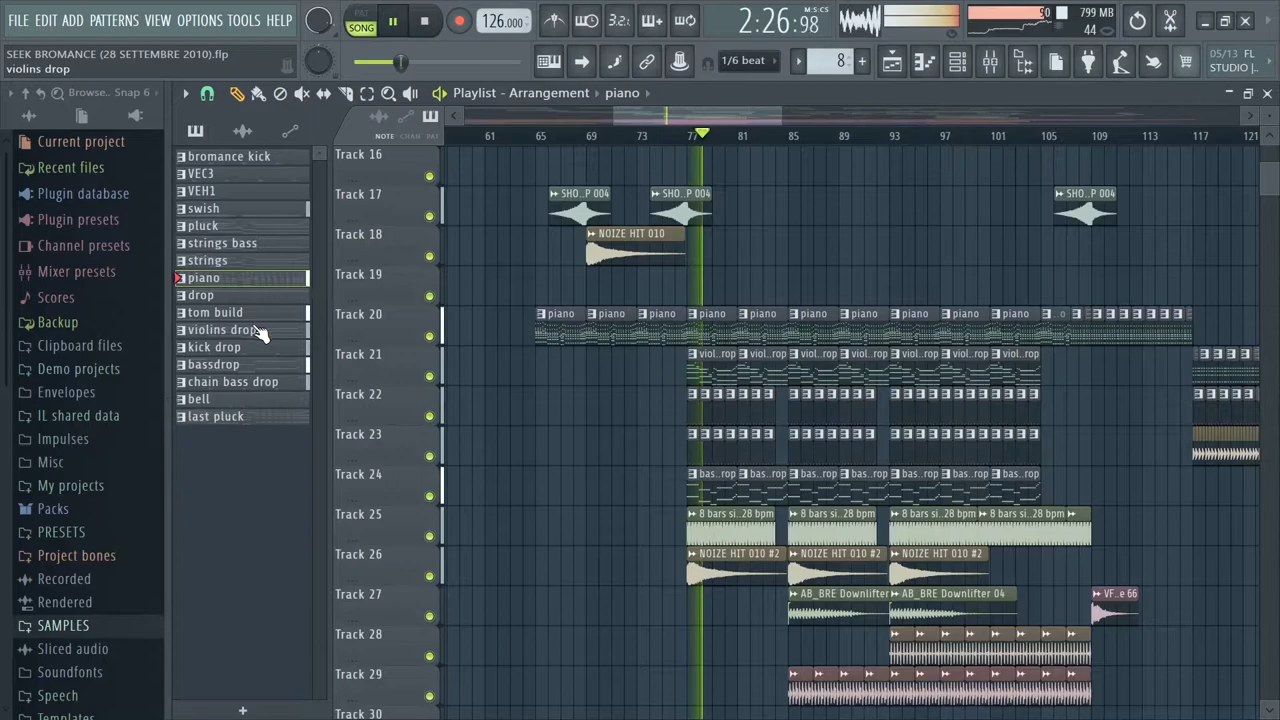 FILE EDIT ADD PATTERNS VIEW OPTIONS TOOLS HELP
PAT
SONG
126.000
3.2.
2:26:98
M:S:CS
90
799 MB
44
SEEK BROMANCE (28 SETTEMBRE 2010).flp
violins drop
1/6 beat
8
05/13 FL
STUDIO |..
Browse.. Snap 6
Playlist - Arrangement › piano ›
NOTE CHAN PAT
61 65 69 73 77 81 85 89 93 97 101 105 109 113 117 121
Current project
Recent files
Plugin database
Plugin presets
Channel presets
Mixer presets
Scores
Backup
Clipboard files
Demo projects
Envelopes
IL shared data
Impulses
Misc
My projects
Packs
PRESETS
Project bones
Recorded
Rendered
SAMPLES
Sliced audio
Soundfonts
Speech
Templates
bromance kick
VEC3
VEH1
swish
pluck
strings bass
strings
piano
drop
tom build
violins drop
kick drop
bassdrop
chain bass drop
bell
last pluck
+
Track 16
Track 17
SHO..P 004 SHO..P 004 SHO..P 004
Track 18
NOIZE HIT 010
Track 19
Track 20
piano piano piano piano piano piano piano piano piano piano ..o
Track 21
viol..rop viol..rop viol..rop viol..rop viol..rop viol..rop viol..rop
Track 22
Track 23
Track 24
bas..rop bas..rop bas..rop bas..rop bas..rop bas..rop bas..rop
Track 25
8 bars si..28 bpm 8 bars si..28 bpm 8 bars si..28 bpm 8 bars si..28 bpm
Track 26
NOIZE HIT 010 #2 NOIZE HIT 010 #2 NOIZE HIT 010 #2
Track 27
AB_BRE Downlifter AB_BRE Downlifter 04 VF..e 66
Track 28
Track 29
Track 30